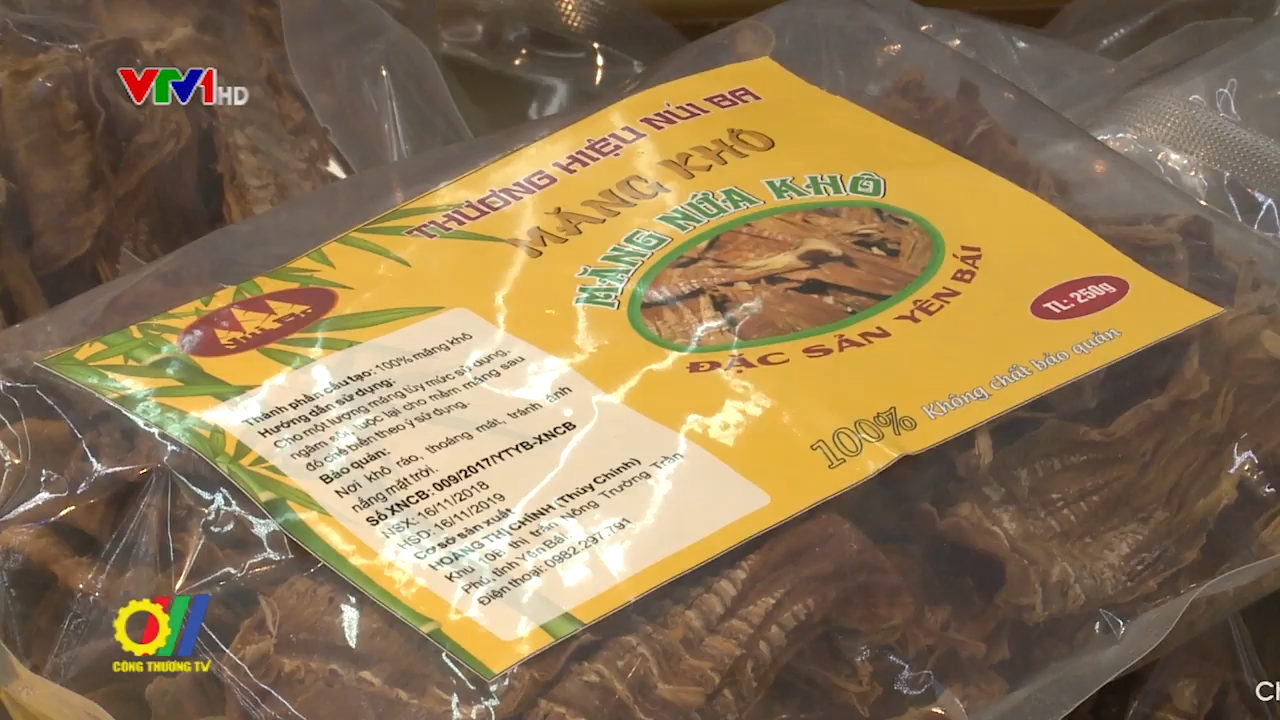 VTV1HD
THƯƠNG HIỆU NÚI BA
MĂNG KHÔ
MĂNG NỨA KHÔ
ĐẶC SẢN YÊN BÁI
TL: 250g
100% Không chất bảo quản
Thành phần cấu tạo: 100% măng khô
Hướng dẫn sử dụng:
Cho một lượng măng tùy mức sử dụng,
ngâm sôi, luộc lại cho mềm măng sau
đó chế biến theo ý sử dụng.
Bảo quản:
Nơi khô ráo, thoáng mát, tránh ánh
nắng mặt trời.
Số XNCB: 009/2017/YTYB-XNCB
NSX: 16/11/2018
HSD: 16/11/2019
Cơ sở sản xuất
HOÀNG THỊ CHÍNH (Thùy Chinh)
Thị trấn Nông Trường Trần
Phú, tỉnh Yên Bái.
Điện thoại: 0982.297.791
CÔNG THƯƠNG TV